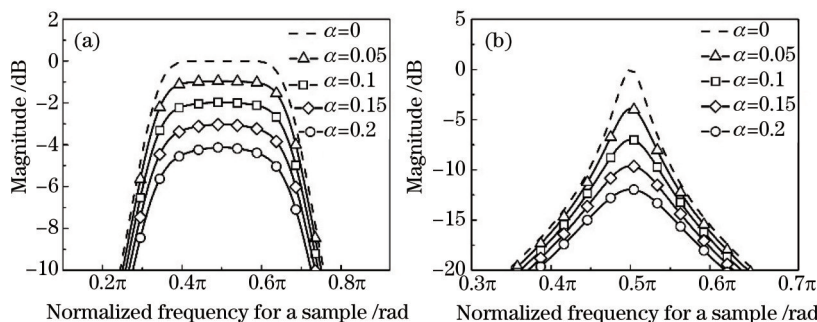 (a)
α=0
α=0.05
α=0.1
α=0.15
α=0.2
Magnitude /dB
2
0
−2
−4
−6
−8
−10
0.2π
0.4π
0.6π
0.8π
Normalized frequency for a sample /rad
(b)
α=0
α=0.05
α=0.1
α=0.15
α=0.2
Magnitude /dB
5
0
−5
−10
−15
−20
0.3π
0.4π
0.5π
0.6π
0.7π
Normalized frequency for a sample /rad